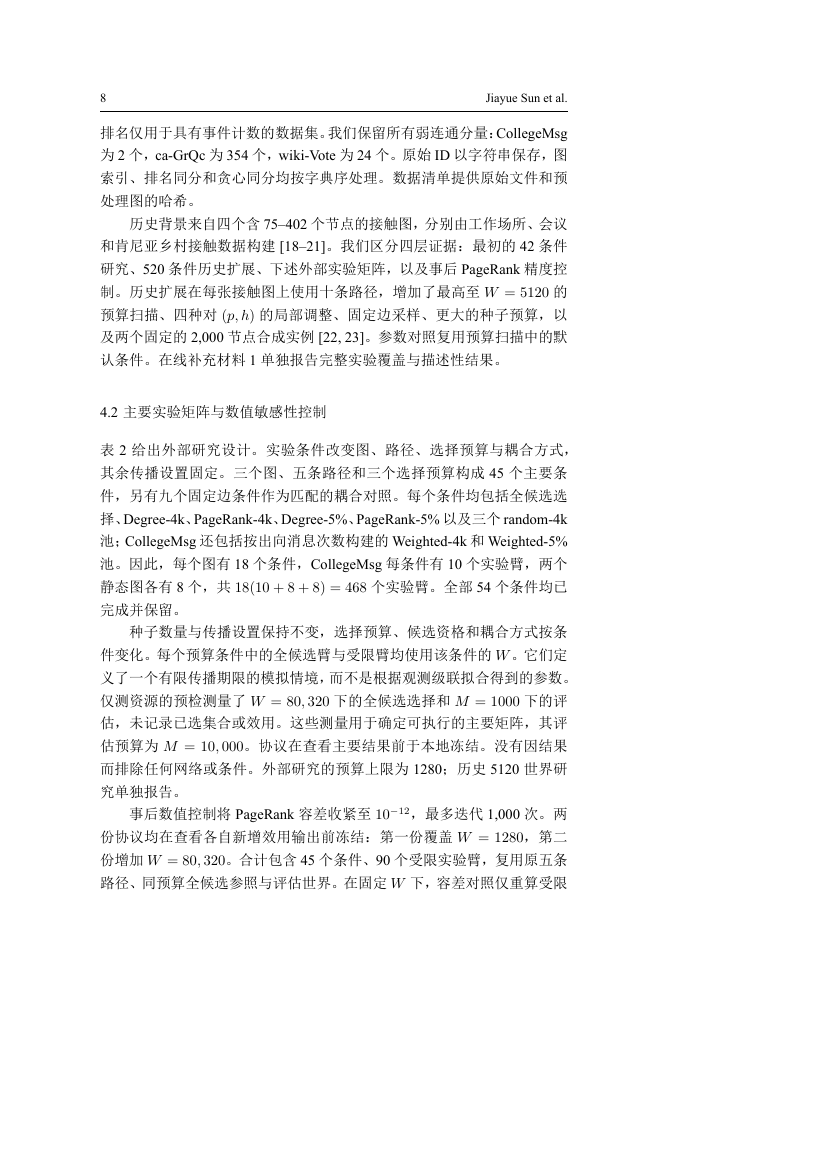 8 Jiayue Sun et al.
排名仅用于具有事件计数的数据集。我们保留所有弱连通分量：CollegeMsg
为 2 个，ca-GrQc 为 354 个，wiki-Vote 为 24 个。原始 ID 以字符串保存，图
索引、排名同分和贪心同分均按字典序处理。数据清单提供原始文件和预
处理图的哈希。
历史背景来自四个含 75–402 个节点的接触图，分别由工作场所、会议
和肯尼亚乡村接触数据构建 [18–21]。我们区分四层证据：最初的 42 条件
研究、520 条件历史扩展、下述外部实验矩阵，以及事后 PageRank 精度控
制。历史扩展在每张接触图上使用十条路径，增加了最高至 W = 5120 的
预算扫描、四种对 (p, h) 的局部调整、固定边采样、更大的种子预算，以
及两个固定的 2,000 节点合成实例 [22, 23]。参数对照复用预算扫描中的默
认条件。在线补充材料 1 单独报告完整实验覆盖与描述性结果。
4.2 主要实验矩阵与数值敏感性控制
表 2 给出外部研究设计。实验条件改变图、路径、选择预算与耦合方式，
其余传播设置固定。三个图、五条路径和三个选择预算构成 45 个主要条
件，另有九个固定边条件作为匹配的耦合对照。每个条件均包括全候选选
择、Degree-4k、PageRank-4k、Degree-5%、PageRank-5% 以及三个 random-4k
池；CollegeMsg 还包括按出向消息次数构建的 Weighted-4k 和 Weighted-5%
池。因此，每个图有 18 个条件，CollegeMsg 每条件有 10 个实验臂，两个
静态图各有 8 个，共 18(10 + 8 + 8) = 468 个实验臂。全部 54 个条件均已
完成并保留。
种子数量与传播设置保持不变，选择预算、候选资格和耦合方式按条
件变化。每个预算条件中的全候选臂与受限臂均使用该条件的 W。它们定
义了一个有限传播期限的模拟情境，而不是根据观测级联拟合得到的参数。
仅测资源的预检测量了 W = 80, 320 下的全候选选择和 M = 1000 下的评
估，未记录已选集合或效用。这些测量用于确定可执行的主要矩阵，其评
估预算为 M = 10, 000。协议在查看主要结果前于本地冻结。没有因结果
而排除任何网络或条件。外部研究的预算上限为 1280；历史 5120 世界研
究单独报告。
事后数值控制将 PageRank 容差收紧至 10⁻¹²，最多迭代 1,000 次。两
份协议均在查看各自新增效用输出前冻结：第一份覆盖 W = 1280，第二
份增加 W = 80, 320。合计包含 45 个条件、90 个受限实验臂，复用原五条
路径、同预算全候选参照与评估世界。在固定 W 下，容差对照仅重算受限